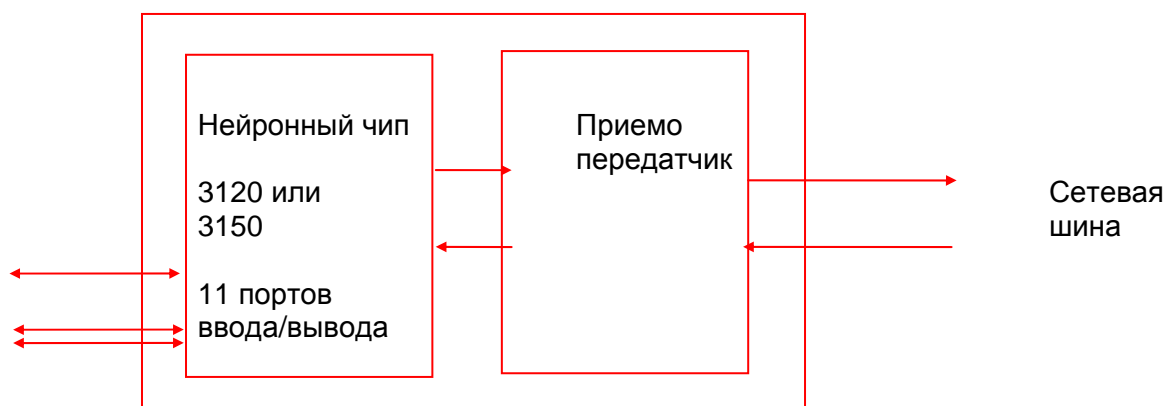 Нейронный чип
3120 или
3150
11 портов
ввода/вывода
Приемо
передатчик
Сетевая
шина